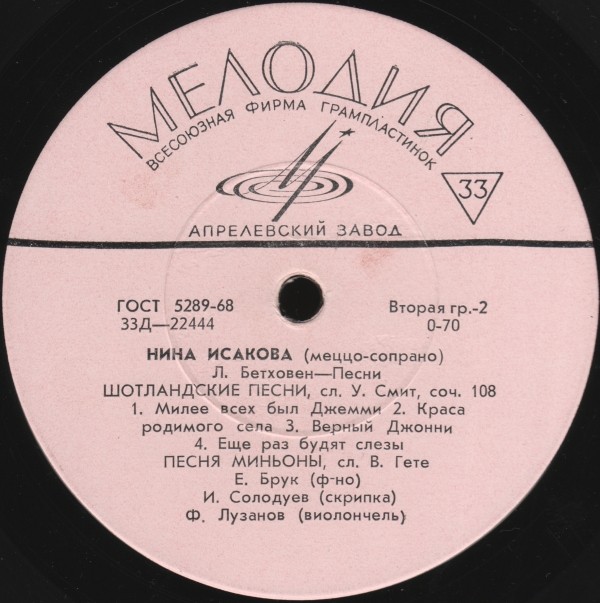 МЕЛОДИЯ
ВСЕСОЮЗНАЯ ФИРМА ГРАМПЛАСТИНОК
33
АПРЕЛЕВСКИЙ ЗАВОД
ГОСТ 5289-68 Вторая гр.-2
33Д—22444 0-70
НИНА ИСАКОВА (меццо-сопрано)
Л. Бетховен—Песни
ШОТЛАНДСКИЕ ПЕСНИ, сл. У. Смит, соч. 108
1. Милее всех был Джемми 2. Краса
родимого села 3. Верный Джонни
4. Еще раз будят слезы
ПЕСНЯ МИНЬОНЫ, сл. В. Гете
Е. Брук (ф-но)
И. Солодуев (скрипка)
Ф. Лузанов (виолончель)